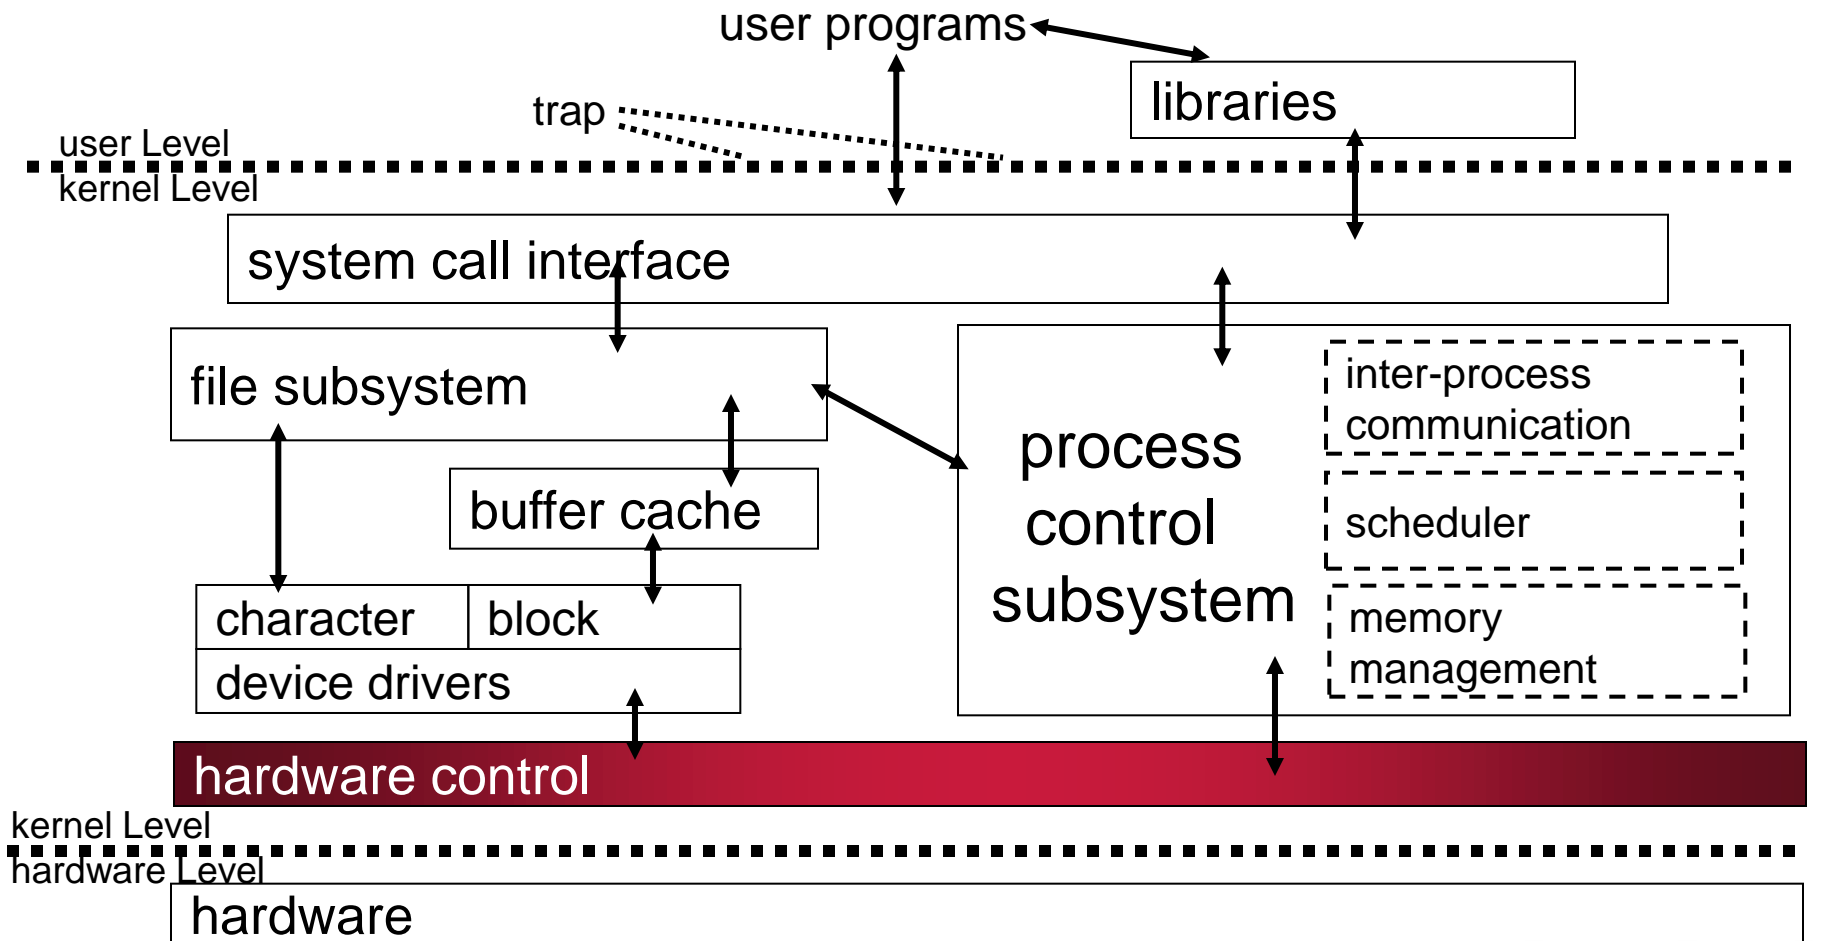 user programs
libraries
trap
user Level
kernel Level
system call interface
file subsystem
buffer cache
character
block
device drivers
process
control
subsystem
inter-process
communication
scheduler
memory
management
hardware control
kernel Level
hardware Level
hardware